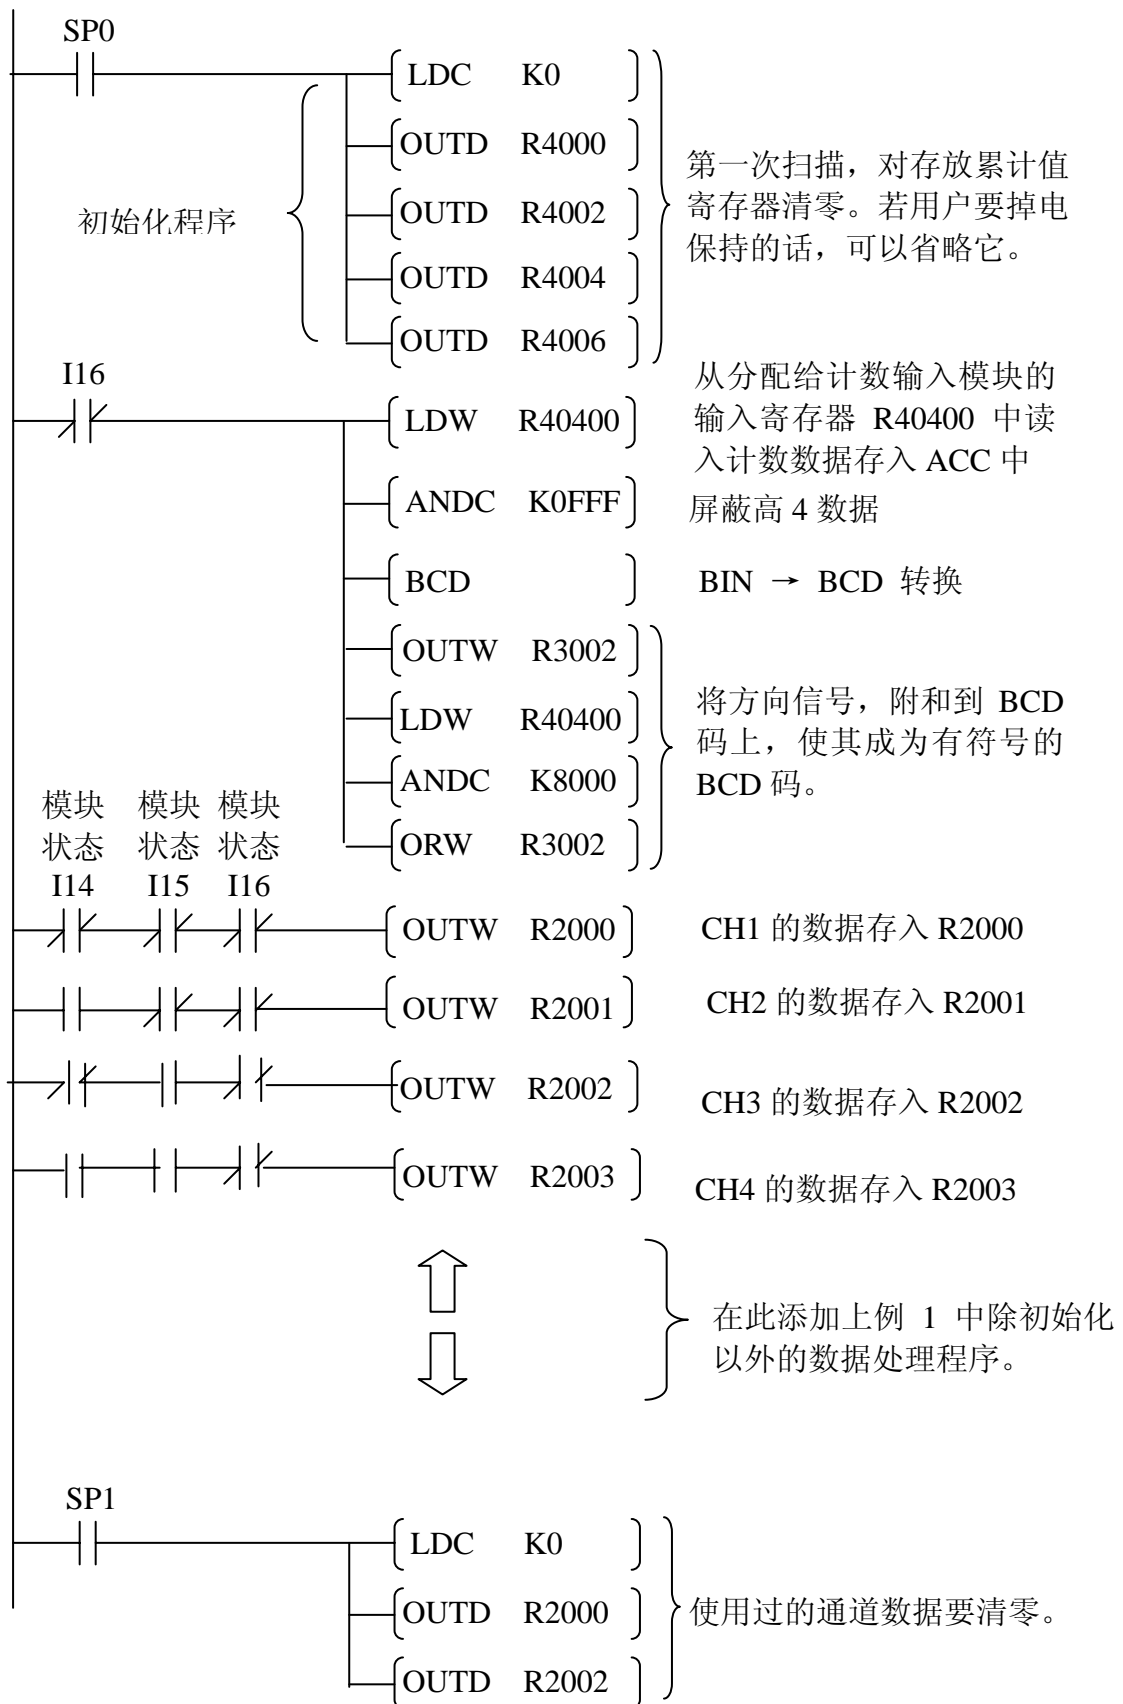 SP0
LDC K0
OUTD R4000
OUTD R4002
OUTD R4004
OUTD R4006
初始化程序
第一次扫描，对存放累计值
寄存器清零。若用户要掉电
保持的话，可以省略它。
I16
LDW R40400
从分配给计数输入模块的
输入寄存器 R40400 中读
入计数数据存入 ACC 中
ANDC K0FFF
屏蔽高 4 数据
BCD
BIN → BCD 转换
OUTW R3002
LDW R40400
ANDC K8000
ORW R3002
将方向信号，附和到 BCD
码上，使其成为有符号的
BCD 码。
模块 模块 模块
状态 状态 状态
I14 I15 I16
OUTW R2000
CH1 的数据存入 R2000
OUTW R2001
CH2 的数据存入 R2001
OUTW R2002
CH3 的数据存入 R2002
OUTW R2003
CH4 的数据存入 R2003
在此添加上例 1 中除初始化
以外的数据处理程序。
SP1
LDC K0
OUTD R2000
OUTD R2002
使用过的通道数据要清零。